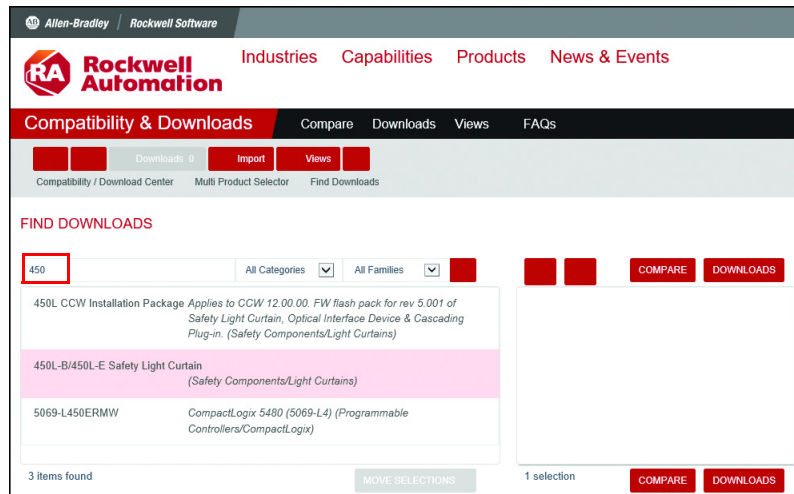 AB Allen-Bradley Rockwell Software
RA Rockwell Automation
Industries Capabilities Products News & Events
Compatibility & Downloads Compare Downloads Views FAQs
Downloads 0 Import Views
Compatibility / Download Center Multi Product Selector Find Downloads
FIND DOWNLOADS
450 All Categories All Families COMPARE DOWNLOADS
450L CCW Installation Package Applies to CCW 12.00.00. FW flash pack for rev 5.001 of
Safety Light Curtain, Optical Interface Device & Cascading
Plug-in. (Safety Components/Light Curtains)
450L-B/450L-E Safety Light Curtain
(Safety Components/Light Curtains)
5069-L450ERMW CompactLogix 5480 (5069-L4) (Programmable
Controllers/CompactLogix)
3 items found MOVE SELECTIONS 1 selection COMPARE DOWNLOADS